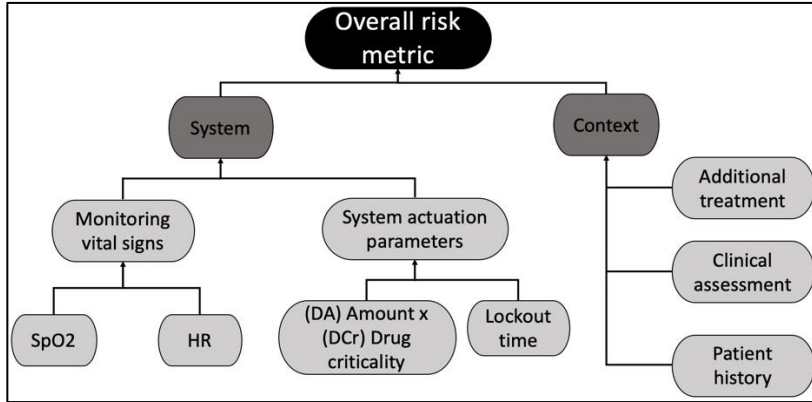 Overall risk
metric
System
Context
Monitoring
vital signs
System actuation
parameters
Additional
treatment
SpO2
HR
(DA) Amount x
(DCr) Drug
criticality
Lockout
time
Clinical
assessment
Patient
history